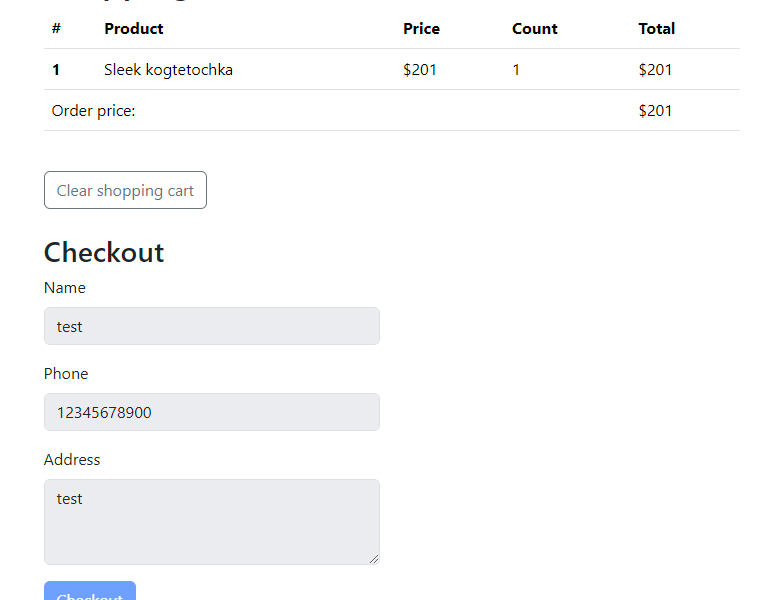 # Product Price Count Total
1 Sleek kogtetochka $201 1 $201
Order price: $201
Clear shopping cart
Checkout
Name
test
Phone
12345678900
Address
test
Checkout